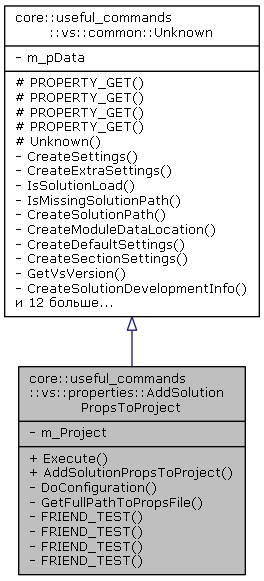 core::useful_commands
::vs::common::Unknown
- m_pData
# PROPERTY_GET()
# PROPERTY_GET()
# PROPERTY_GET()
# PROPERTY_GET()
# Unknown()
- CreateSettings()
- CreateExtraSettings()
- IsSolutionLoad()
- IsMissingSolutionPath()
- CreateSolutionPath()
- CreateModuleDataLocation()
- CreateDefaultSettings()
- CreateSectionSettings()
- GetVsVersion()
- CreateSolutionDevelopmentInfo()
и 12 больше...
core::useful_commands
::vs::properties::AddSolution
PropsToProject
- m_Project
+ Execute()
+ AddSolutionPropsToProject()
- DoConfiguration()
- GetFullPathToPropsFile()
- FRIEND_TEST()
- FRIEND_TEST()
- FRIEND_TEST()
- FRIEND_TEST()